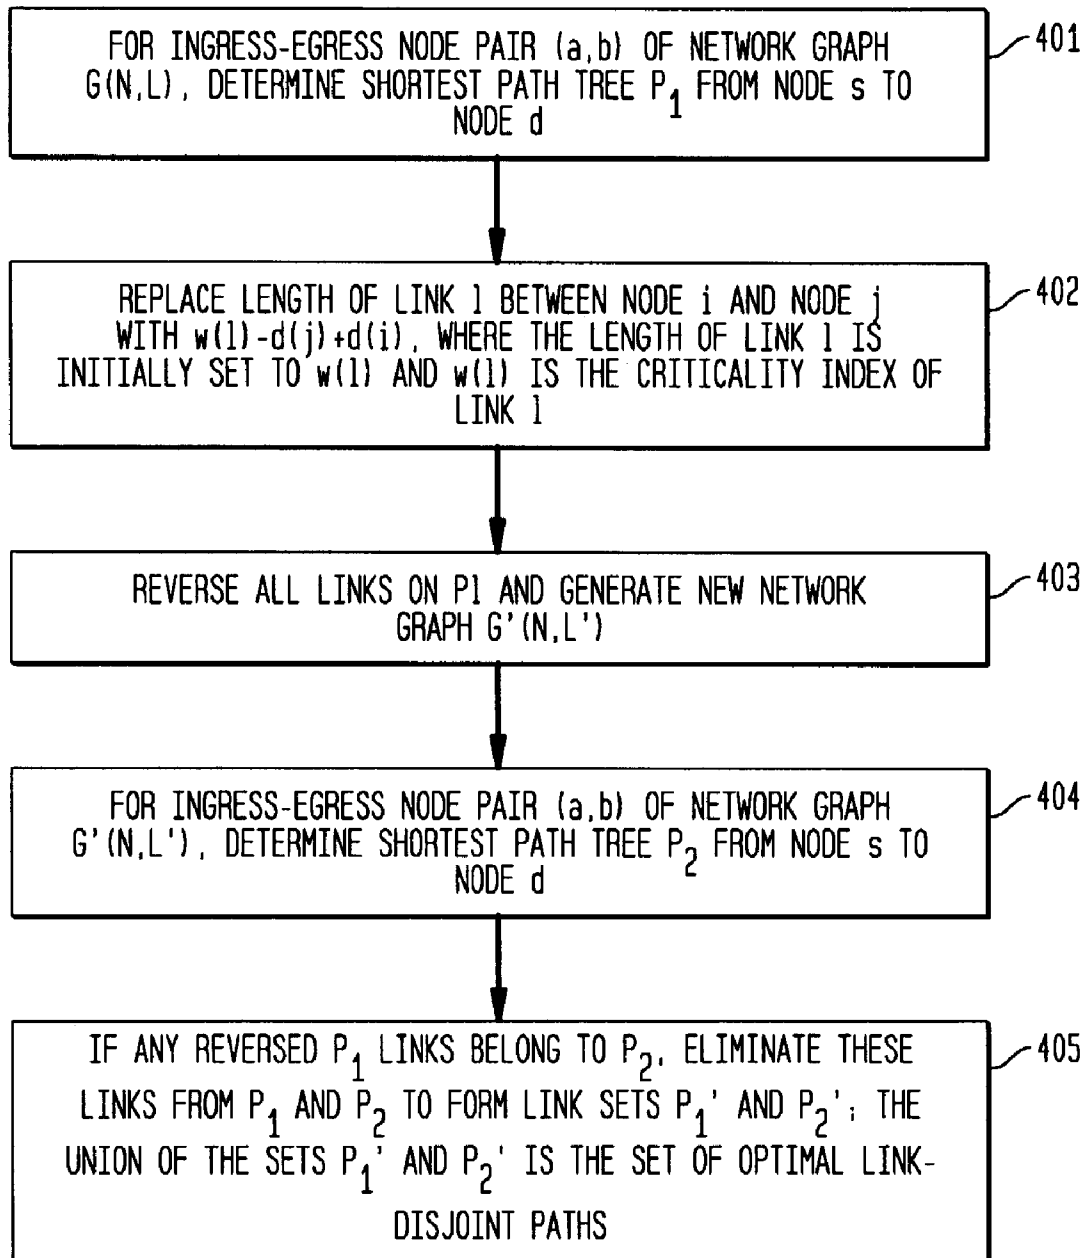 FOR INGRESS-EGRESS NODE PAIR (a,b) OF NETWORK GRAPH
G(N,L), DETERMINE SHORTEST PATH TREE P1 FROM NODE s TO
NODE d
401
REPLACE LENGTH OF LINK l BETWEEN NODE i AND NODE j
WITH w(l)-d(j)+d(i), WHERE THE LENGTH OF LINK l IS
INITIALLY SET TO w(l) AND w(l) IS THE CRITICALITY INDEX OF
LINK l
402
REVERSE ALL LINKS ON P1 AND GENERATE NEW NETWORK
GRAPH G'(N,L')
403
FOR INGRESS-EGRESS NODE PAIR (a,b) OF NETWORK GRAPH
G'(N,L'), DETERMINE SHORTEST PATH TREE P2 FROM NODE s TO
NODE d
404
IF ANY REVERSED P1 LINKS BELONG TO P2, ELIMINATE THESE
LINKS FROM P1 AND P2 TO FORM LINK SETS P1' AND P2'; THE
UNION OF THE SETS P1' AND P2' IS THE SET OF OPTIMAL LINK-
DISJOINT PATHS
405